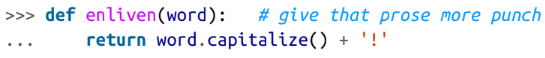 >>> def enliven(word):   # give that prose more punch
...     return word.capitalize() + '!'